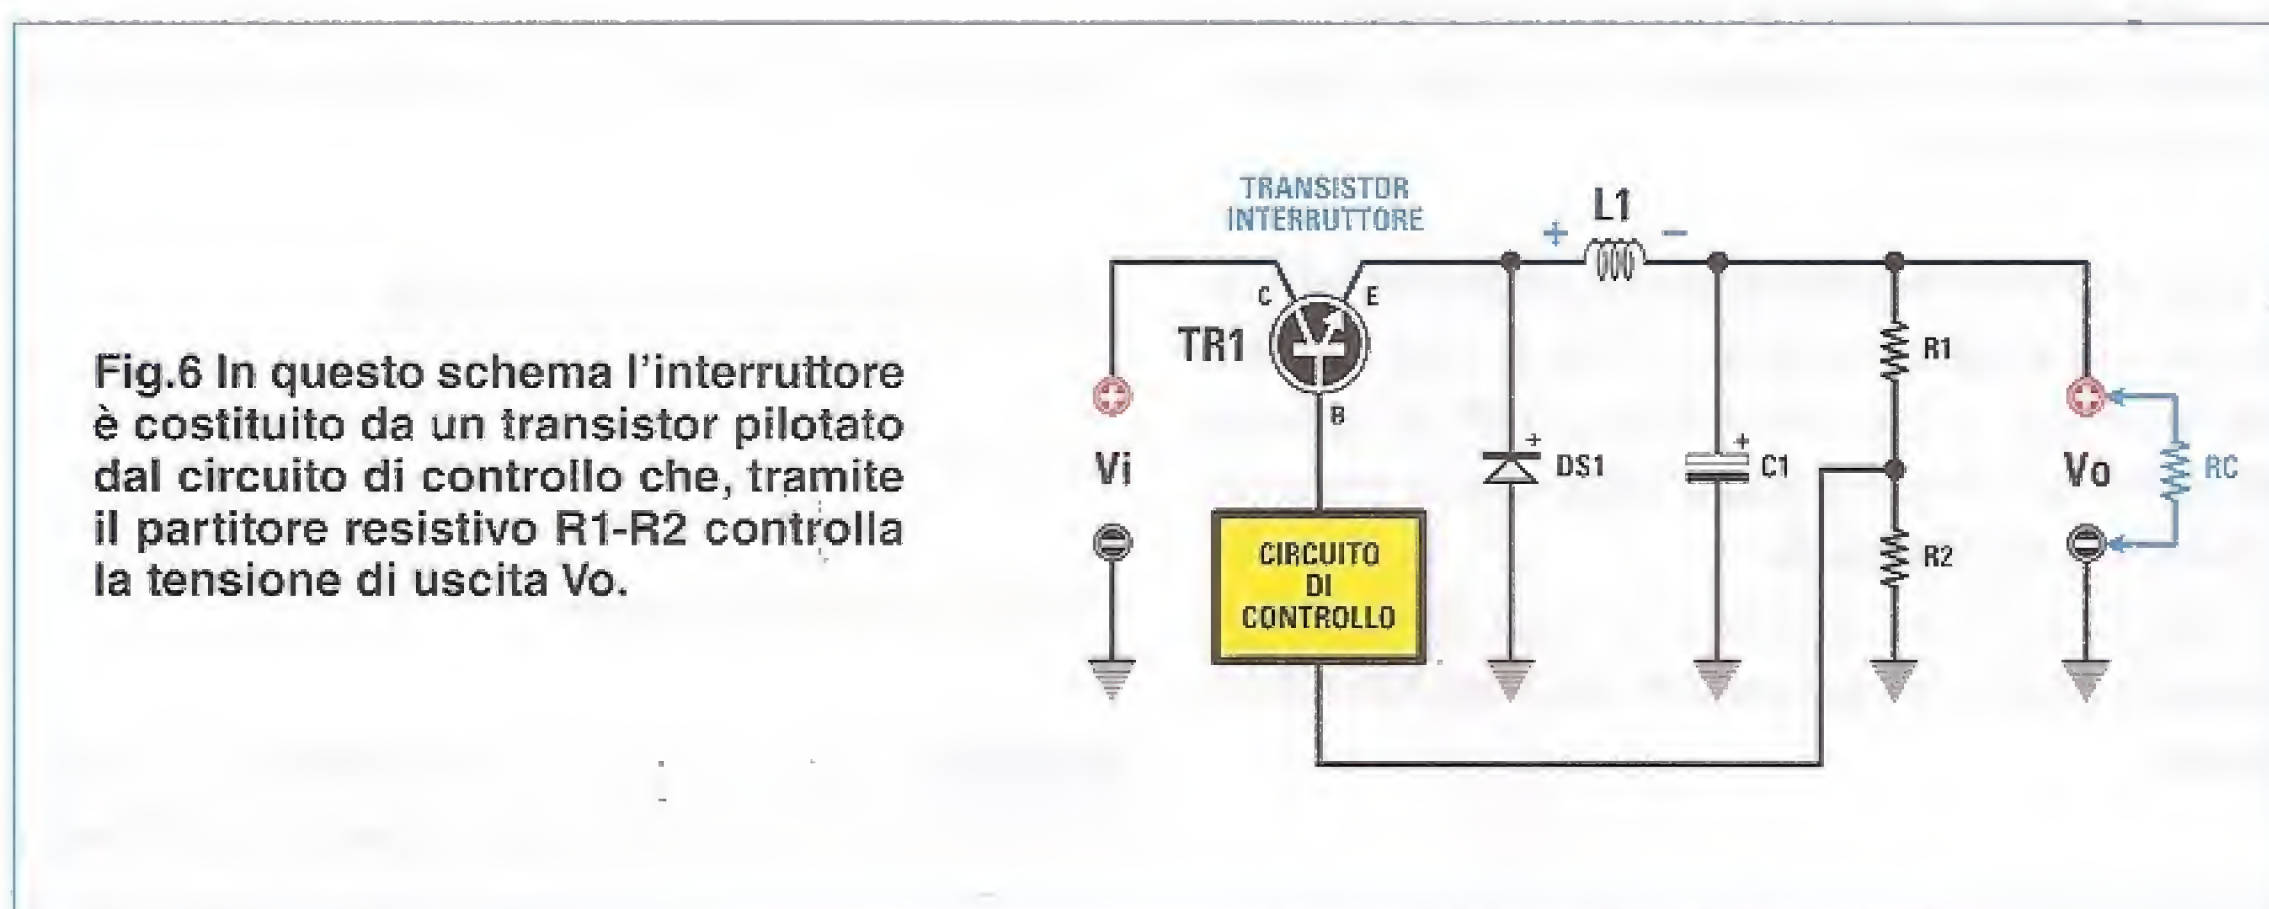 Fig.6 In questo schema l'interruttore
è costituito da un transistor pilotato
dal circuito di controllo che, tramite
il partitore resistivo R1-R2 controlla
la tensione di uscita Vo.
TRANSISTOR
INTERRUTTORE
+ L1 −
C E
TR1
B
Vi
+
DS1
+
C1
R1
R2
Vo
RC
CIRCUITO
DI
CONTROLLO